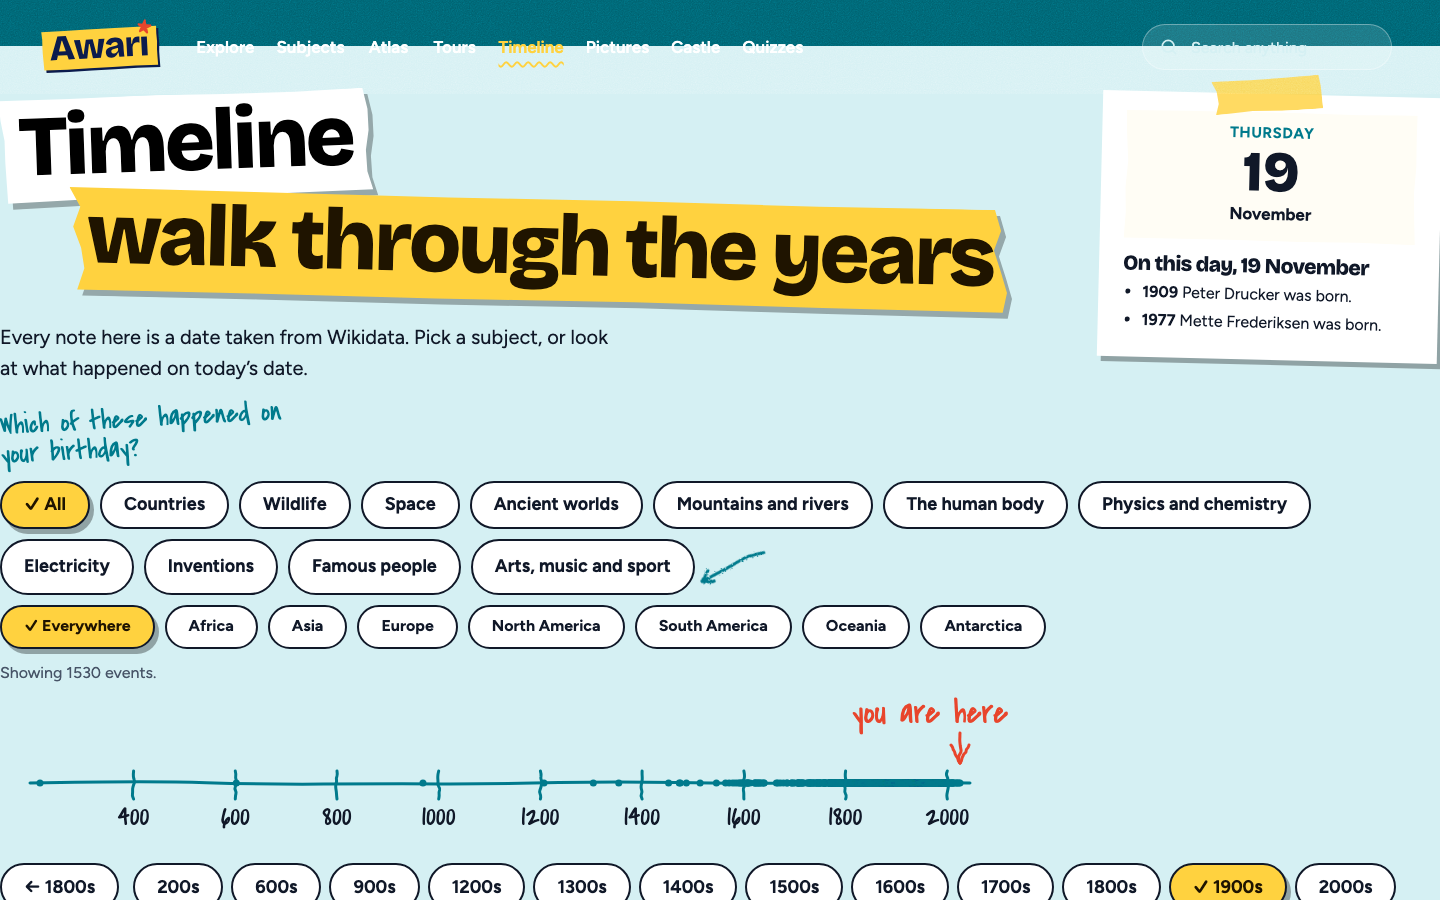 Awari
Explore Subjects Atlas Tours Timeline Pictures Castle Quizzes
Search anything
Timeline
walk through the years
THURSDAY
19
November
On this day, 19 November
• 1909 Peter Drucker was born.
• 1977 Mette Frederiksen was born.
Every note here is a date taken from Wikidata. Pick a subject, or look
at what happened on today’s date.
Which of these happened on
your birthday?
✓ All Countries Wildlife Space Ancient worlds Mountains and rivers The human body Physics and chemistry
Electricity Inventions Famous people Arts, music and sport
✓ Everywhere Africa Asia Europe North America South America Oceania Antarctica
Showing 1530 events.
you are here
400 600 800 1000 1200 1400 1600 1800 2000
← 1800s 200s 600s 900s 1200s 1300s 1400s 1500s 1600s 1700s 1800s ✓ 1900s 2000s